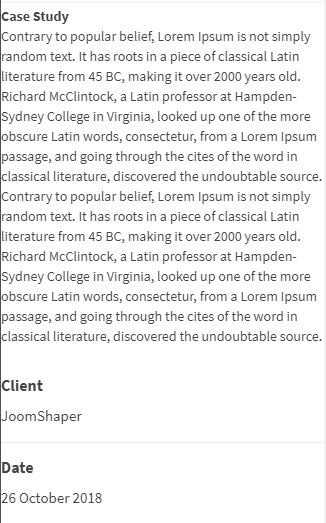 Case Study
Contrary to popular belief, Lorem Ipsum is not simply
random text. It has roots in a piece of classical Latin
literature from 45 BC, making it over 2000 years old.
Richard McClintock, a Latin professor at Hampden-
Sydney College in Virginia, looked up one of the more
obscure Latin words, consectetur, from a Lorem Ipsum
passage, and going through the cites of the word in
classical literature, discovered the undoubtable source.
Contrary to popular belief, Lorem Ipsum is not simply
random text. It has roots in a piece of classical Latin
literature from 45 BC, making it over 2000 years old.
Richard McClintock, a Latin professor at Hampden-
Sydney College in Virginia, looked up one of the more
obscure Latin words, consectetur, from a Lorem Ipsum
passage, and going through the cites of the word in
classical literature, discovered the undoubtable source.
Client
JoomShaper
Date
26 October 2018